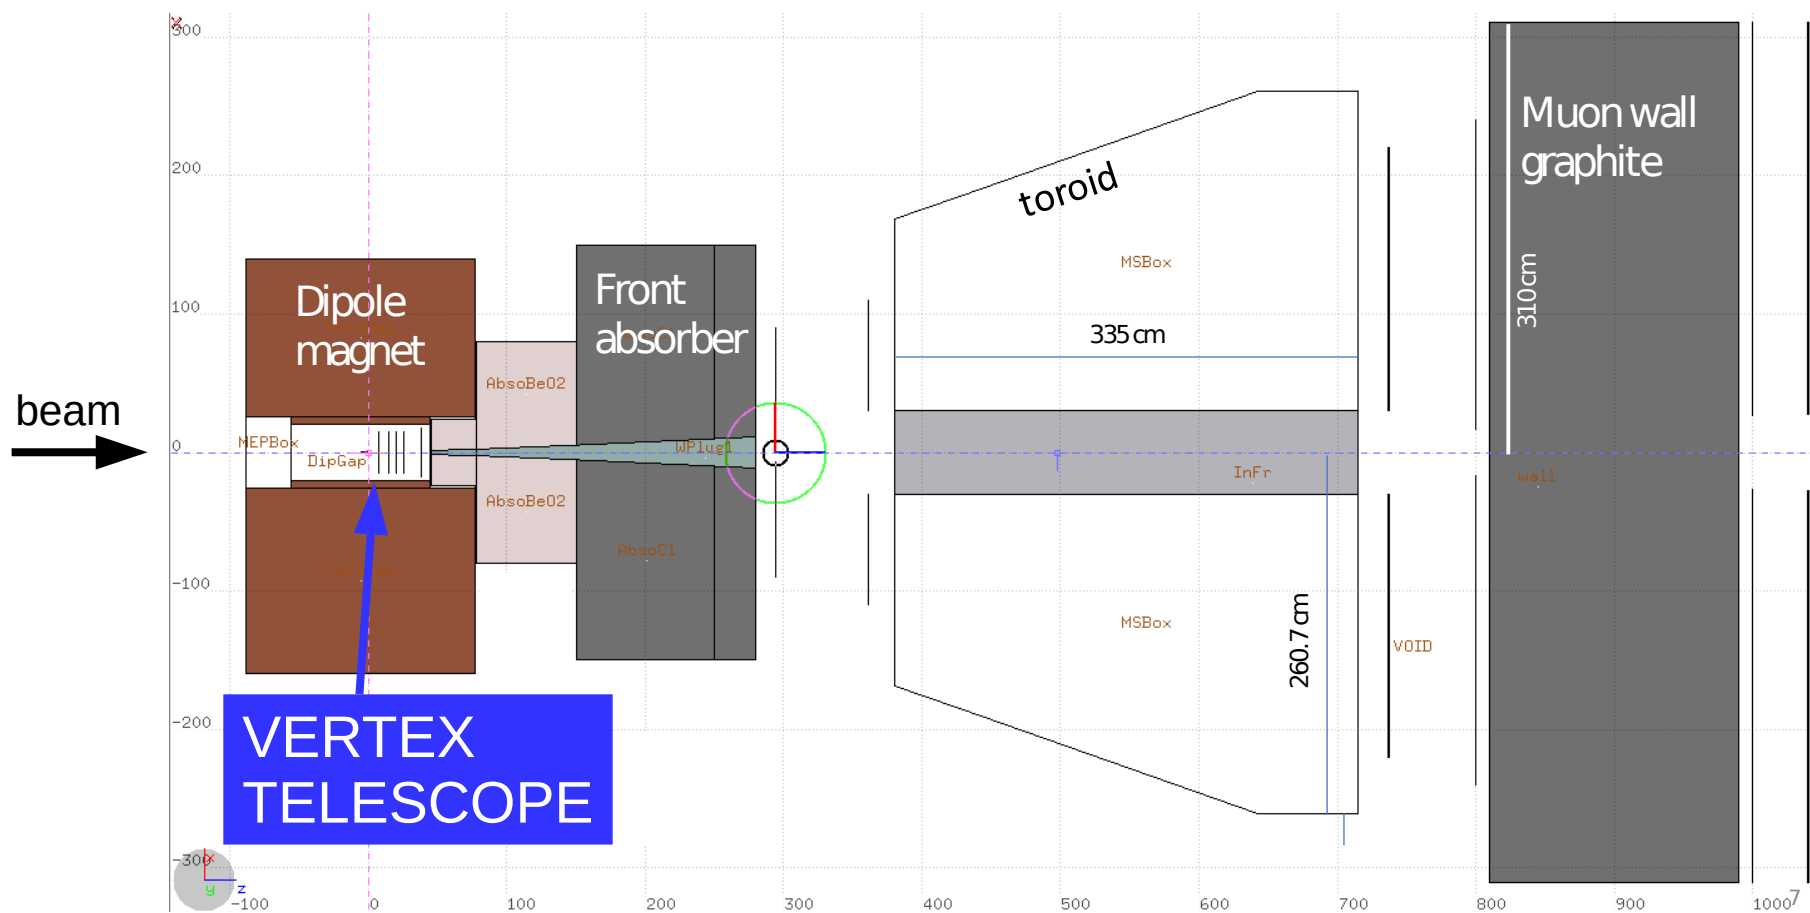 x
300
200
100
0
-100
-200
-300
beam
Dipole
magnet
Front
absorber
toroid
Muon wall
graphite
AbsoBe02
MEPBox
DipGap
AbsoBe02
WPlug1
AbsoC1
MSBox
335 cm
InFr
MSBox
260.7 cm
VOID
310cm
wall
VERTEX
TELESCOPE
x
y
z
-100
0
100
200
300
400
500
600
700
800
900
1000
7